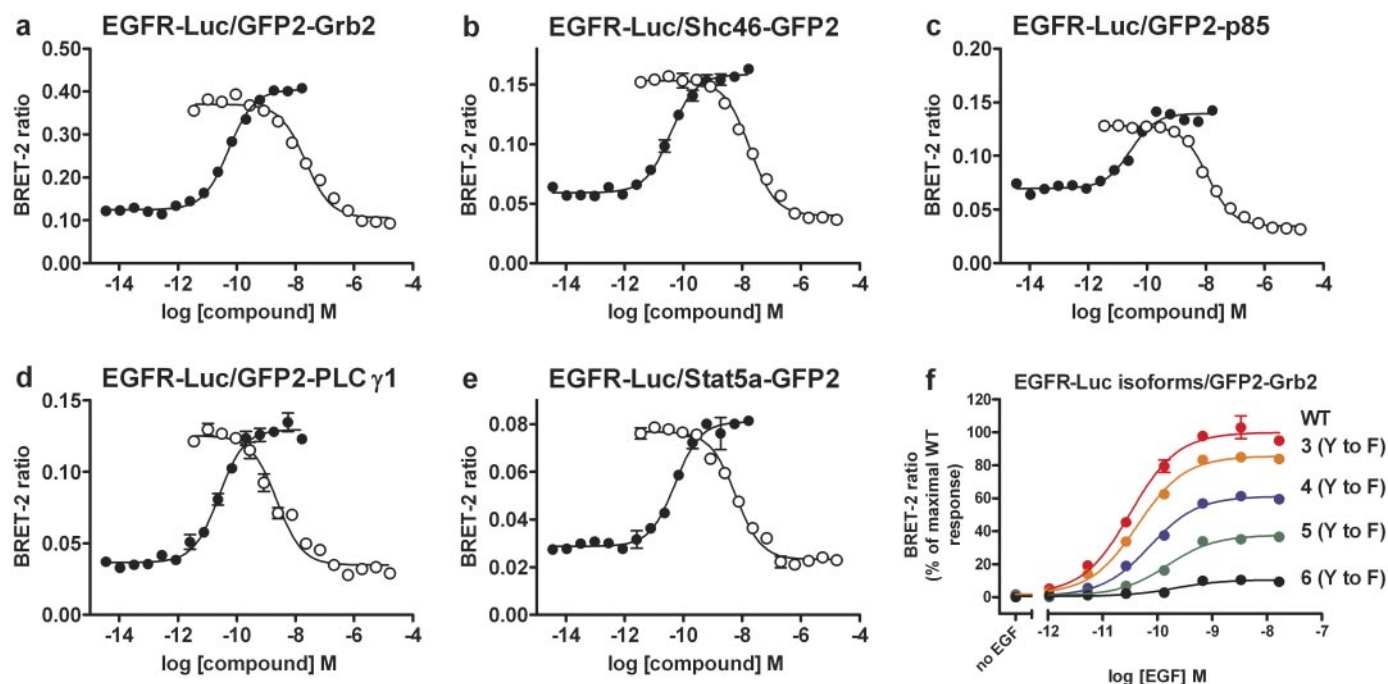 a EGFR-Luc/GFP2-Grb2
0.50
0.40
0.30
0.20
0.10
0.00
BRET-2 ratio
-14 -12 -10 -8 -6 -4
log [compound] M
b EGFR-Luc/Shc46-GFP2
0.15
0.10
0.05
0.00
BRET-2 ratio
-14 -12 -10 -8 -6 -4
log [compound] M
c EGFR-Luc/GFP2-p85
0.20
0.15
0.10
0.05
0.00
BRET-2 ratio
-14 -12 -10 -8 -6 -4
log [compound] M
d EGFR-Luc/GFP2-PLC γ1
0.15
0.10
0.05
0.00
BRET-2 ratio
-14 -12 -10 -8 -6 -4
log [compound] M
e EGFR-Luc/Stat5a-GFP2
0.08
0.06
0.04
0.02
0.00
BRET-2 ratio
-14 -12 -10 -8 -6 -4
log [compound] M
f EGFR-Luc isoforms/GFP2-Grb2
120
100
80
60
40
20
0
BRET-2 ratio
(% of maximal WT
response)
WT
3 (Y to F)
4 (Y to F)
5 (Y to F)
6 (Y to F)
no EGF -12 -11 -10 -9 -8 -7
log [EGF] M